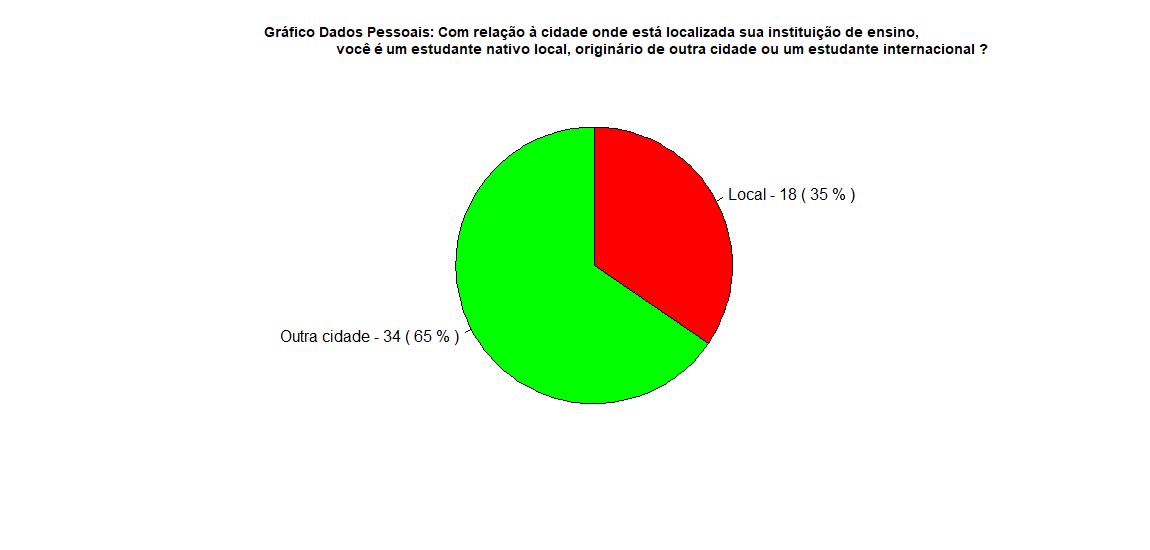 Gráfico Dados Pessoais: Com relação à cidade onde está localizada sua instituição de ensino,
você é um estudante nativo local, originário de outra cidade ou um estudante internacional ?
Local - 18 ( 35 % )
Outra cidade - 34 ( 65 % )